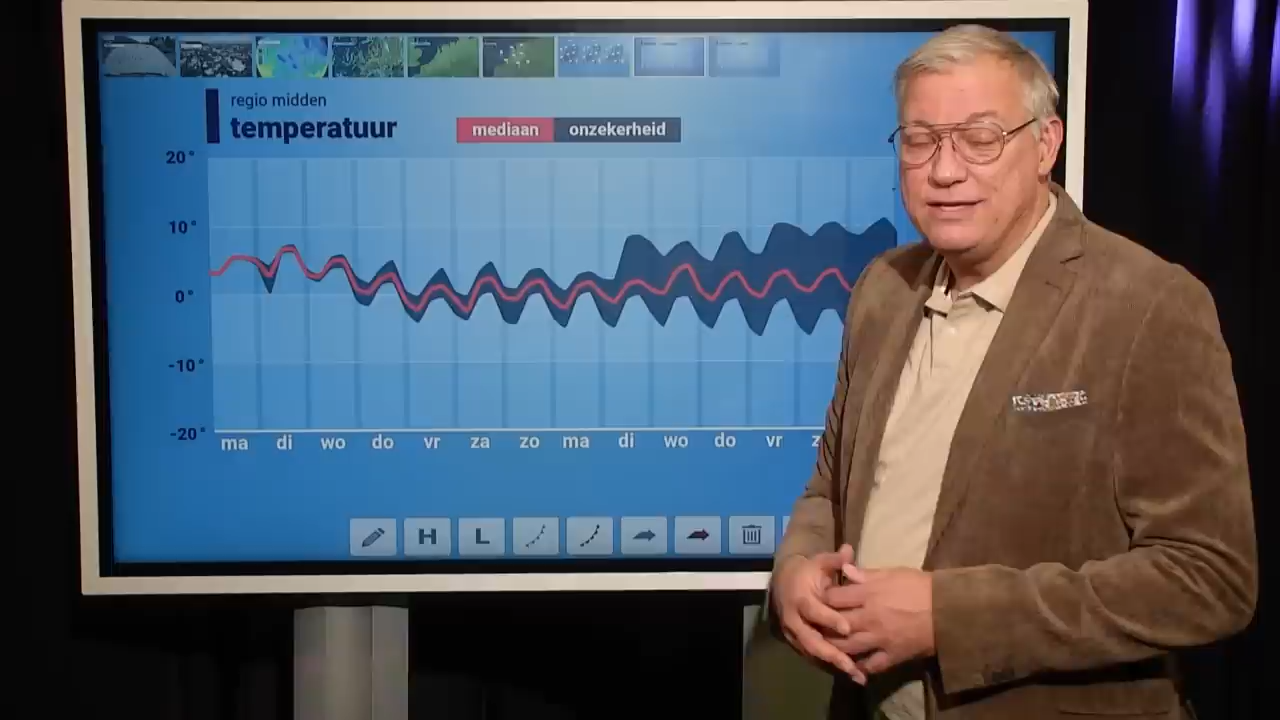 regio midden
temperatuur
mediaan onzekerheid
20°
10°
0°
-10°
-20°
ma di wo do vr za zo ma di wo do vr z
H L